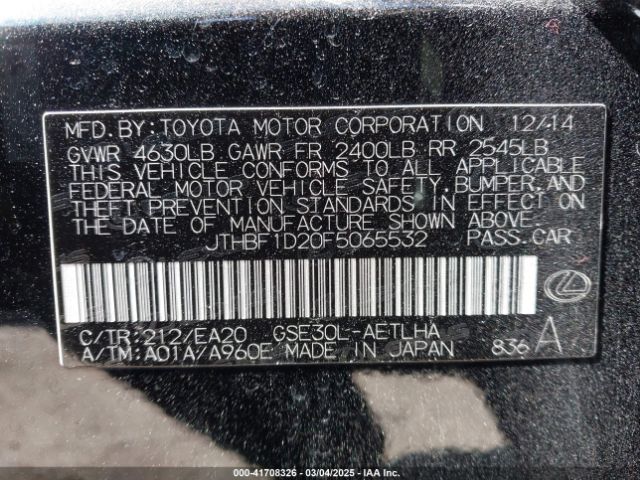 MFD. BY: TOYOTA MOTOR CORPORATION 12/14
GVWR 4630LB GAWR FR 2400LB RR 2545LB
THIS VEHICLE CONFORMS TO ALL APPLICABLE
FEDERAL MOTOR VEHICLE SAFETY, BUMPER, AND
THEFT PREVENTION STANDARDS IN EFFECT ON
THE DATE OF MANUFACTURE SHOWN ABOVE.
JTHBF1D20F5065532 PASS. CAR
C/TR: 212/EA20 GSE30L-AETLHA
A/TM: A01A/A960E MADE IN JAPAN 836 A
000-41708326 | 03/04/2025 | IAA Inc.